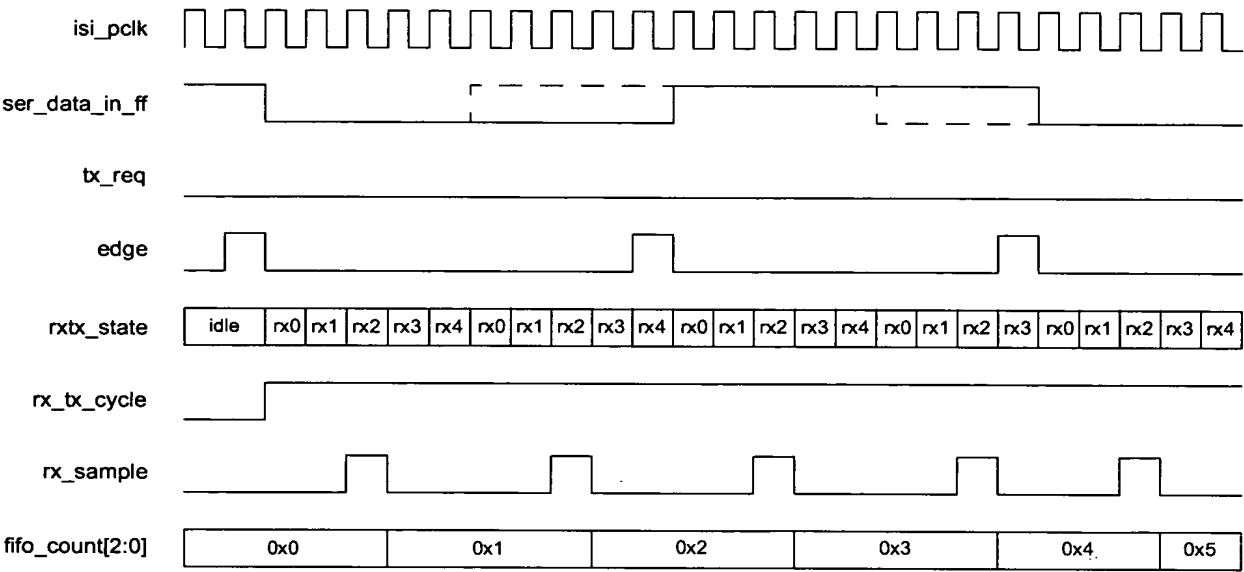 isi_pclk
ser_data_in_ff
tx_req
edge
rxtx_state idle rx0 rx1 rx2 rx3 rx4 rx0 rx1 rx2 rx3 rx4 rx0 rx1 rx2 rx3 rx4 rx0 rx1 rx2 rx3 rx0 rx1 rx2 rx3 rx4
rx_tx_cycle
rx_sample
fifo_count[2:0] 0x0 0x1 0x2 0x3 0x4 0x5